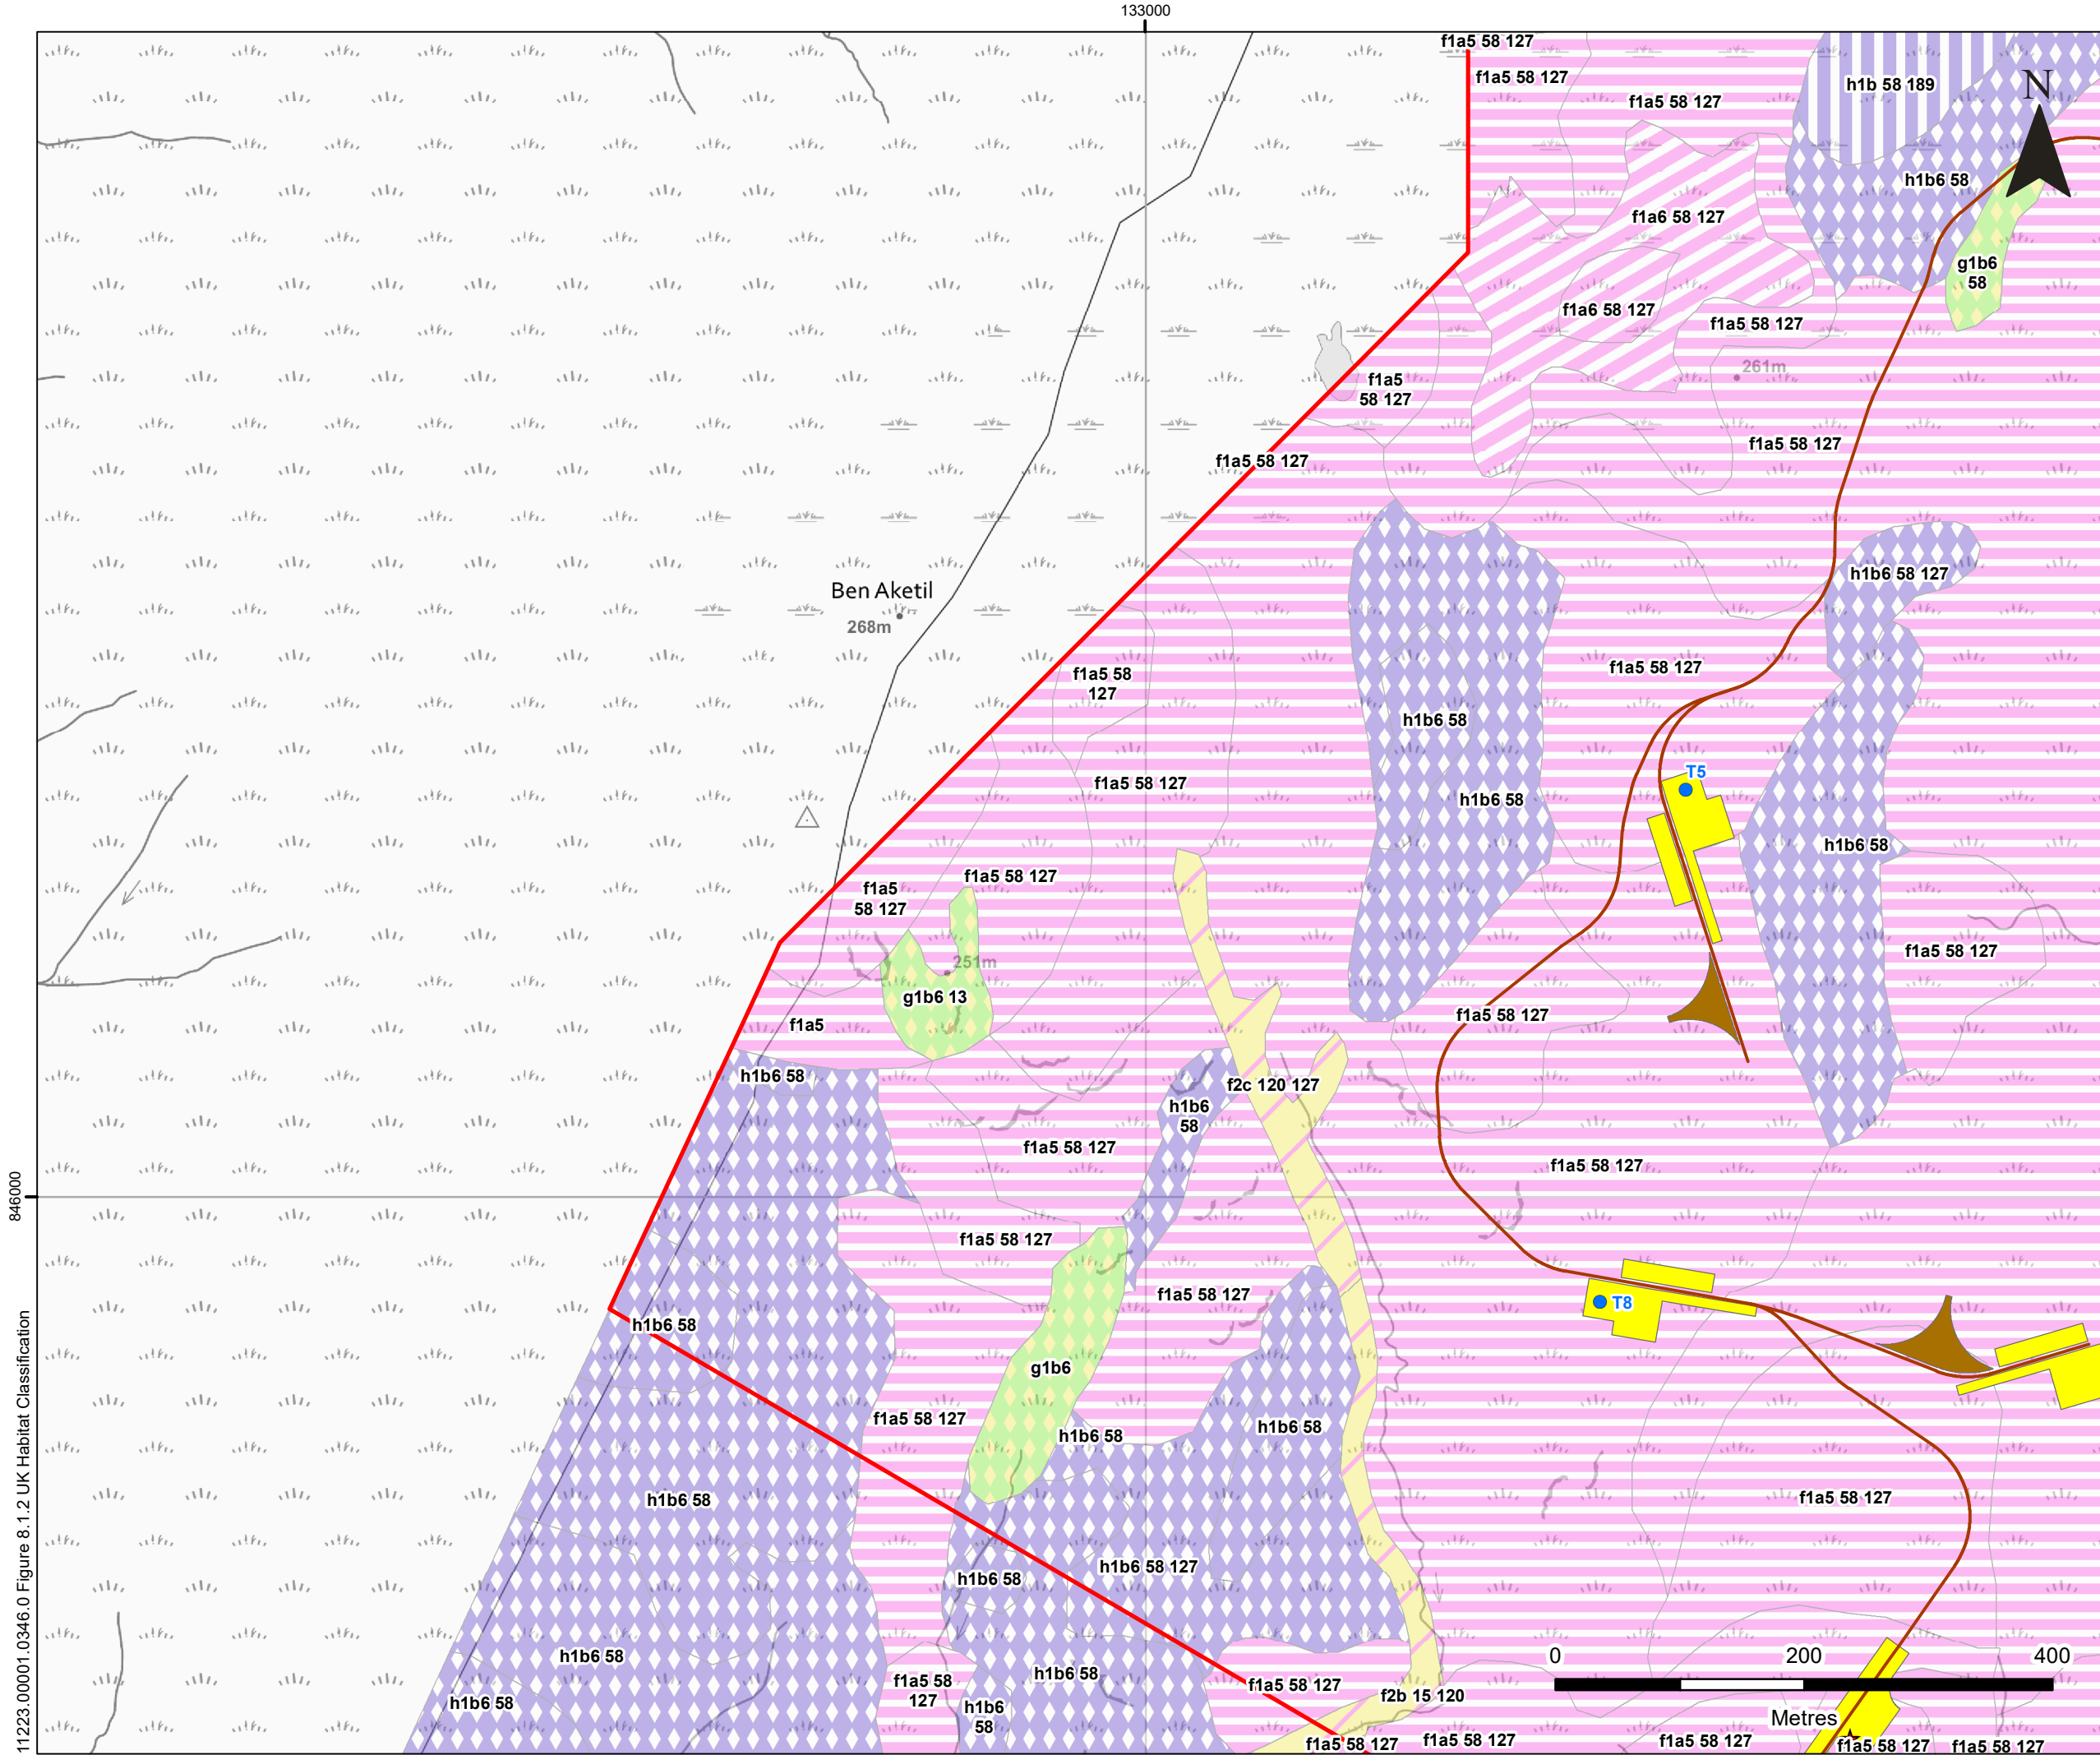 133000
f1a5 58 127
f1a5 58 127
f1a5 58 127
h1b 58 189
N
h1b6 58
f1a6 58 127
g1b6
58
f1a6 58 127
f1a5 58 127
261m
f1a5
58 127
f1a5 58 127
f1a5 58 127
h1b6 58 127
Ben Aketil
268m
f1a5 58
127
f1a5 58 127
h1b6 58
T5
f1a5 58 127
h1b6 58
h1b6 58
f1a5 58 127
f1a5
58 127
f1a5 58 127
251m
g1b6 13
f1a5 58 127
f1a5
h1b6 58
f2c 120 127
h1b6
58
f1a5 58 127
f1a5 58 127
846000
f1a5 58 127
f1a5 58 127
T8
h1b6 58
g1b6
f1a5 58 127
h1b6 58
h1b6 58
h1b6 58
f1a5 58 127
h1b6 58 127
h1b6 58
h1b6 58
0 200 400
Metres
h1b6 58
f1a5 58
127
h1b6 58
f1a5 58 127
f2b 15 120
h1b6
58
f1a5 58 127
f1a5 58 127
f1a5 58 127
f1a5 58 127
f1a5 58 127
11223.00001.0346.0 Figure 8.1.2 UK Habitat Classification